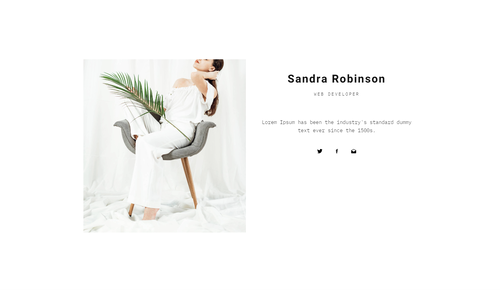 Sandra Robinson
WEB DEVELOPER
Lorem Ipsum has been the industry's standard dummy
text ever since the 1500s.